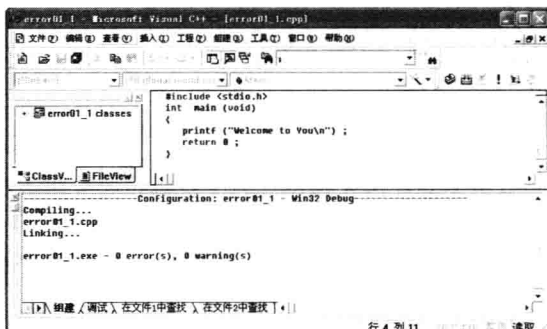 error01_1 - Microsoft Visual C++ - [error01_1.cpp]
文件(F) 编辑(E) 查看(V) 插入(I) 工程(P) 组建(B) 工具(T) 窗口(W) 帮助(H)
#include <stdio.h>
int main (void)
{
printf ("Welcome to You\n") ;
return 0 ;
}
error01_1 classes
ClassV... FileView
Configuration: error01_1 - Win32 Debug
Compiling...
error01_1.cpp
Linking...
error01_1.exe - 0 error(s), 0 warning(s)
组建 调试 在文件1中查找 在文件2中查找
行 4, 列 11 读取